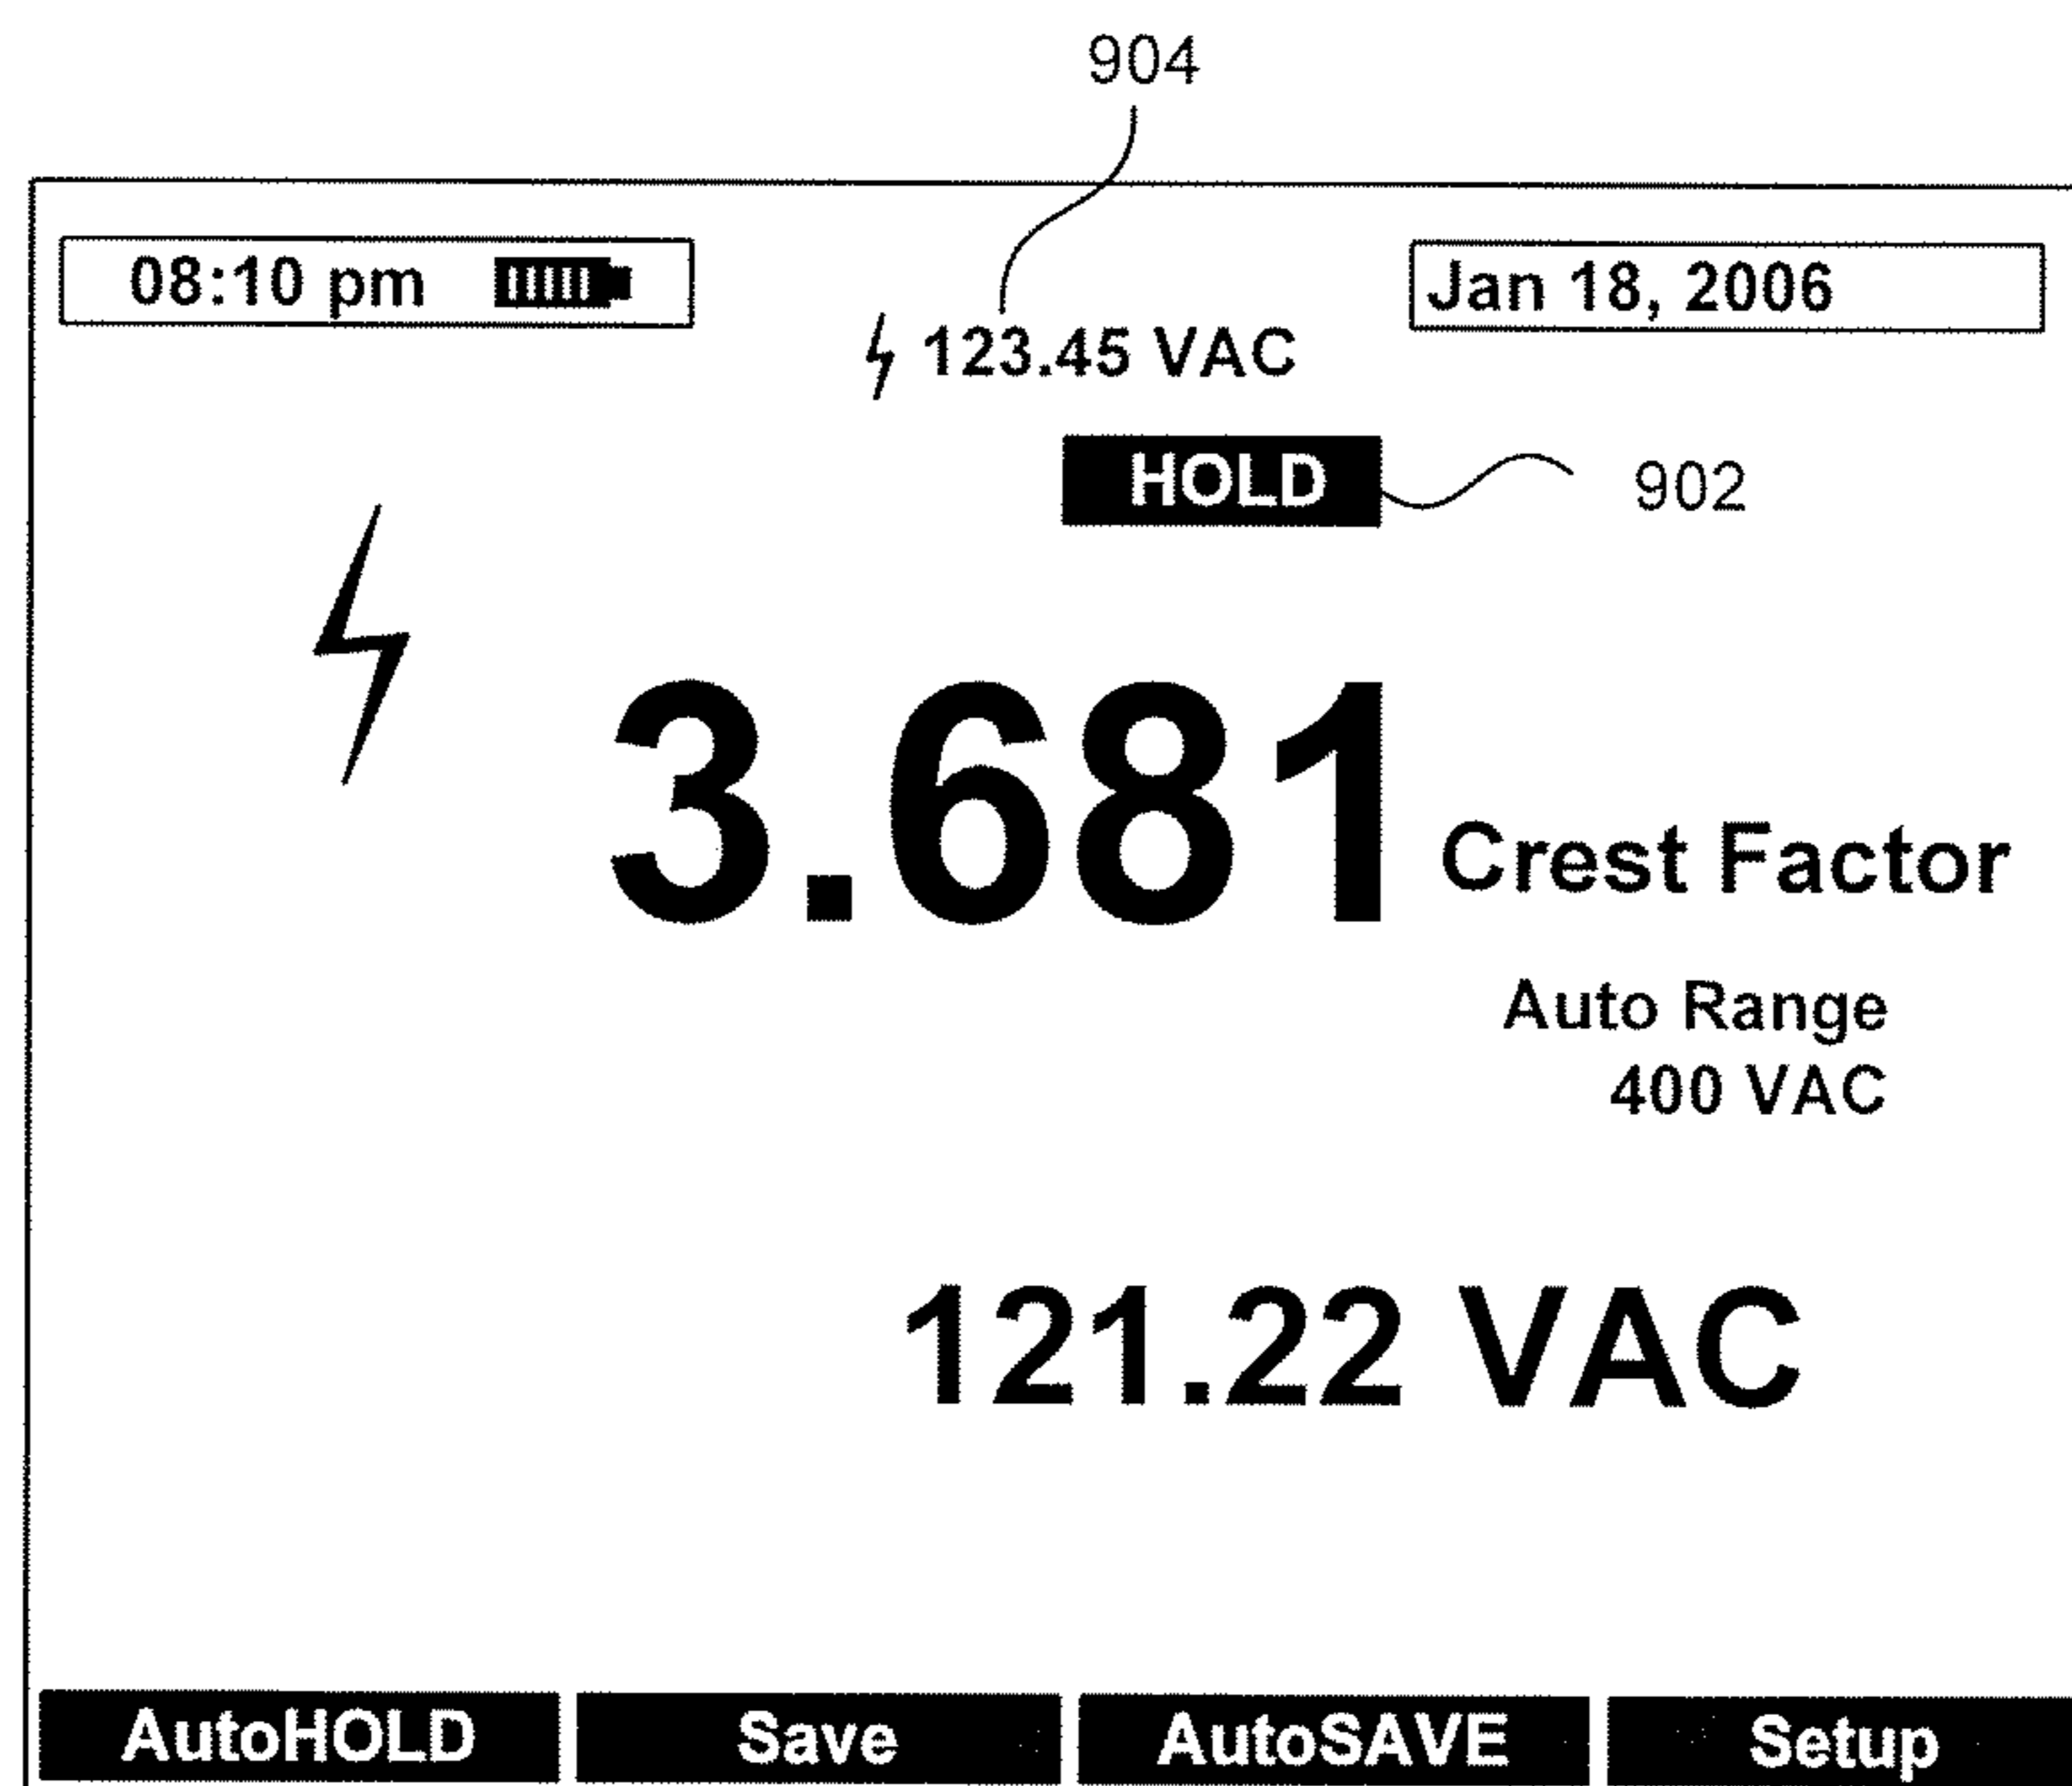 904
08:10 pm
Jan 18, 2006
123.45 VAC
HOLD
902
3.681 Crest Factor
Auto Range
400 VAC
121.22 VAC
AutoHOLD Save AutoSAVE Setup